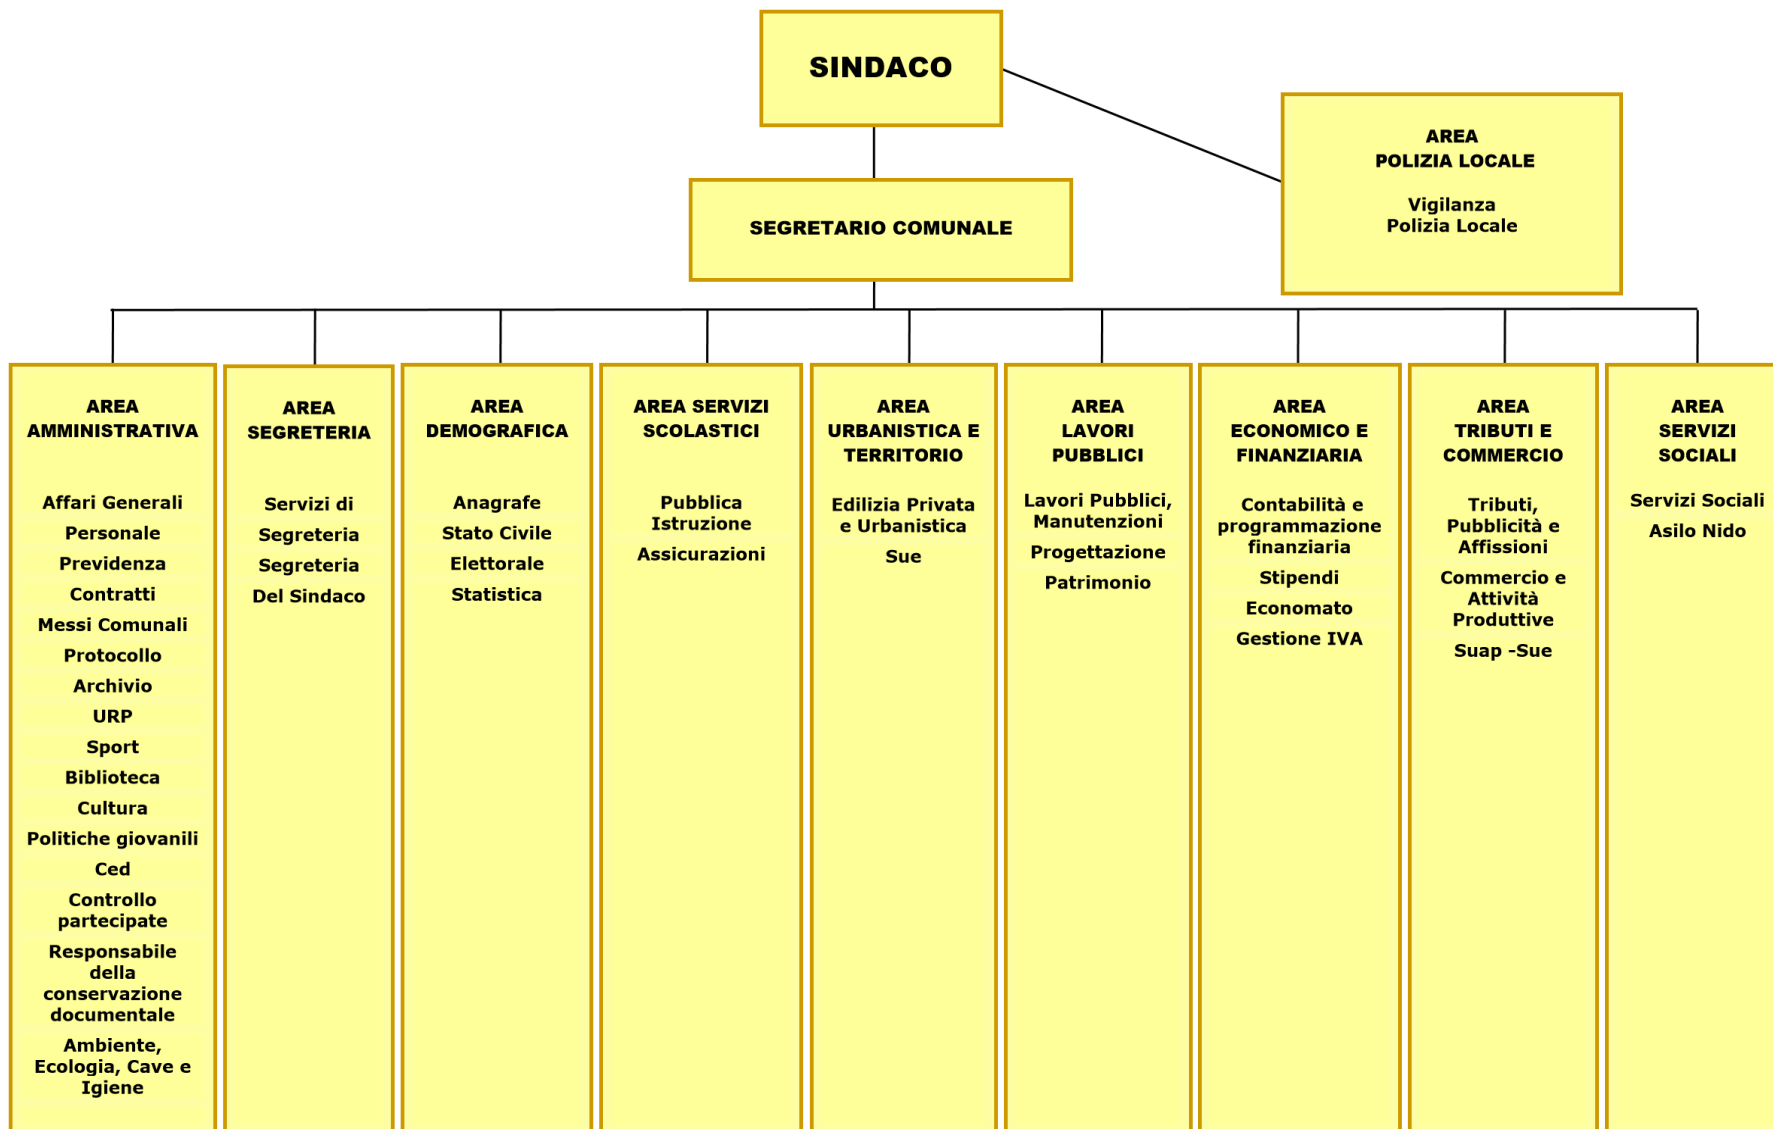 SINDACO
AREA
POLIZIA LOCALE
Vigilanza
Polizia Locale
SEGRETARIO COMUNALE
AREA
AMMINISTRATIVA
Affari Generali
Personale
Previdenza
Contratti
Messi Comunali
Protocollo
Archivio
URP
Sport
Biblioteca
Cultura
Politiche giovanili
Ced
Controllo
partecipate
Responsabile
della
conservazione
documentale
Ambiente,
Ecologia, Cave e
Igiene
AREA
SEGRETERIA
Servizi di
Segreteria
Segreteria
Del Sindaco
AREA
DEMOGRAFICA
Anagrafe
Stato Civile
Elettorale
Statistica
AREA SERVIZI
SCOLASTICI
Pubblica
Istruzione
Assicurazioni
AREA
URBANISTICA E
TERRITORIO
Edilizia Privata
e Urbanistica
Sue
AREA
LAVORI
PUBBLICI
Lavori Pubblici,
Manutenzioni
Progettazione
Patrimonio
AREA
ECONOMICO E
FINANZIARIA
Contabilità e
programmazione
finanziaria
Stipendi
Economato
Gestione IVA
AREA
TRIBUTI E
COMMERCIO
Tributi,
Pubblicità e
Affissioni
Commercio e
Attività
Produttive
Suap -Sue
AREA
SERVIZI
SOCIALI
Servizi Sociali
Asilo Nido